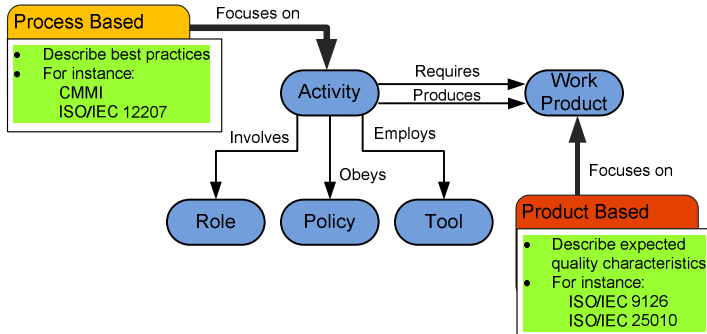 Process Based
Focuses on
● Describe best practices
● For instance:
CMMI
ISO/IEC 12207
Activity
Requires
Produces
Work
Product
Involves
Employs
Obeys
Focuses on
Role
Policy
Tool
Product Based
● Describe expected
quality characteristics
● For instance:
ISO/IEC 9126
ISO/IEC 25010